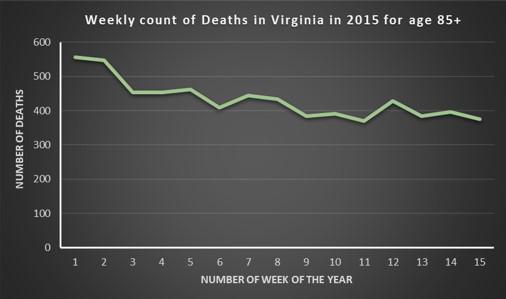 Weekly count of Deaths in Virginia in 2015 for age 85+
NUMBER OF DEATHS
600
500
400
300
200
100
0
1 2 3 4 5 6 7 8 9 10 11 12 13 14 15
NUMBER OF WEEK OF THE YEAR